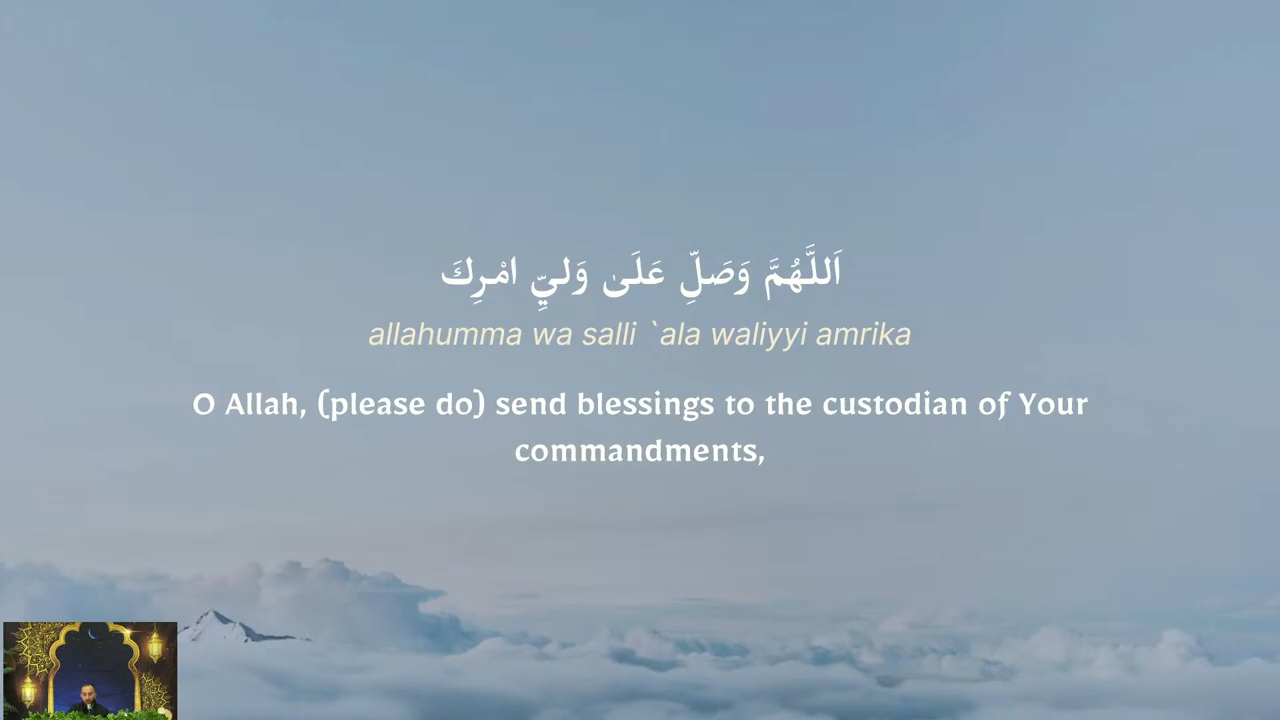 اَللَّهُمَّ وَصَلِّ عَلَىٰ وَلِيِّ امْرِكَ
allahumma wa salli `ala waliyyi amrika
O Allah, (please do) send blessings to the custodian of Your
commandments,